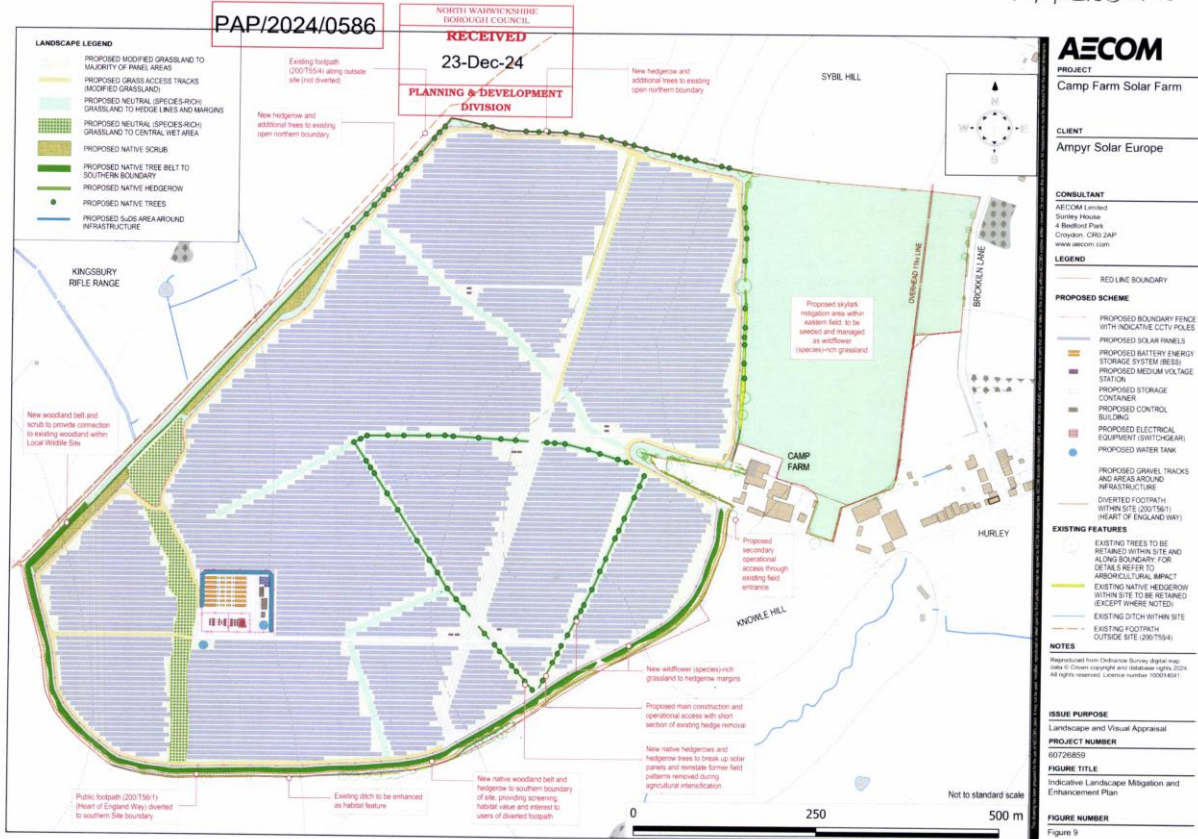 PAP/2024/0586
NORTH WARWICKSHIRE
BOROUGH COUNCIL
RECEIVED
23-Dec-24
PLANNING & DEVELOPMENT
DIVISION
LANDSCAPE LEGEND
PROPOSED MODIFIED GRASSLAND TO
MAJORITY OF PANEL AREAS
PROPOSED GRASS ACCESS TRACKS
(MODIFIED GRASSLAND)
PROPOSED NEUTRAL (SPECIES-RICH)
GRASSLAND TO HEDGE LINES AND MARGINS
PROPOSED NEUTRAL (SPECIES-RICH)
GRASSLAND TO CENTRAL WET AREA
PROPOSED NATIVE SCRUB
PROPOSED NATIVE TREE BELT TO
SOUTHERN BOUNDARY
PROPOSED NATIVE HEDGEROW
PROPOSED NATIVE TREES
PROPOSED SuDS AREA AROUND
INFRASTRUCTURE
Existing footpath
(200/T55/4) along outside
site (not diverted)
New hedgerow and
additional trees to existing
open northern boundary
New hedgerow and
additional trees to existing
open northern boundary
SYBIL HILL
N
W
E
S
KINGSBURY
RIFLE RANGE
OVERHEAD 11kv LINE
BRICKKILN LANE
Proposed skylark
mitigation area within
eastern field: to be
seeded and managed
as wildflower
(species)-rich grassland
New woodland belt and
scrub to provide connection
to existing woodland within
Local Wildlife Site
CAMP
FARM
HURLEY
Proposed
secondary
operational
access through
existing field
entrance
KNOWLE HILL
New wildflower (species)-rich
grassland to hedgerow margins
Proposed main construction and
operational access with short
section of existing hedge removal
New native hedgerows and
hedgerow trees to break up solar
panels and reinstate former field
patterns removed during
agricultural intensification
Public footpath (200/T56/1)
(Heart of England Way) diverted
to southern Site boundary
Existing ditch to be enhanced
as habitat feature
New native woodland belt and
hedgerow to southern boundary
of site, providing screening,
habitat value and interest to
users of diverted footpath
Not to standard scale
0
250
500 m
AECOM
PROJECT
Camp Farm Solar Farm
CLIENT
Ampyr Solar Europe
CONSULTANT
AECOM Limited
Sunley House
4 Bedford Park
Croydon, CR0 2AP
www.aecom.com
LEGEND
RED LINE BOUNDARY
PROPOSED SCHEME
PROPOSED BOUNDARY FENCE
WITH INDICATIVE CCTV POLES
PROPOSED SOLAR PANELS
PROPOSED BATTERY ENERGY
STORAGE SYSTEM (BESS)
PROPOSED MEDIUM VOLTAGE
STATION
PROPOSED STORAGE
CONTAINER
PROPOSED CONTROL
BUILDING
PROPOSED ELECTRICAL
EQUIPMENT (SWITCHGEAR)
PROPOSED WATER TANK
PROPOSED GRAVEL TRACKS
AND AREAS AROUND
INFRASTRUCTURE
DIVERTED FOOTPATH
WITHIN SITE (200/T56/1)
(HEART OF ENGLAND WAY)
EXISTING FEATURES
EXISTING TREES TO BE
RETAINED WITHIN SITE AND
ALONG BOUNDARY: FOR
DETAILS REFER TO
ARBORICULTURAL IMPACT
EXISTING NATIVE HEDGEROW
WITHIN SITE TO BE RETAINED
(EXCEPT WHERE NOTED)
EXISTING DITCH WITHIN SITE
EXISTING FOOTPATH
OUTSIDE SITE (200/T55/4)
NOTES
Reproduced from Ordnance Survey digital map
data © Crown copyright and database rights 2024.
All rights reserved. Licence number 100014041.
ISSUE PURPOSE
Landscape and Visual Appraisal
PROJECT NUMBER
60726859
FIGURE TITLE
Indicative Landscape Mitigation and
Enhancement Plan
FIGURE NUMBER
Figure 9